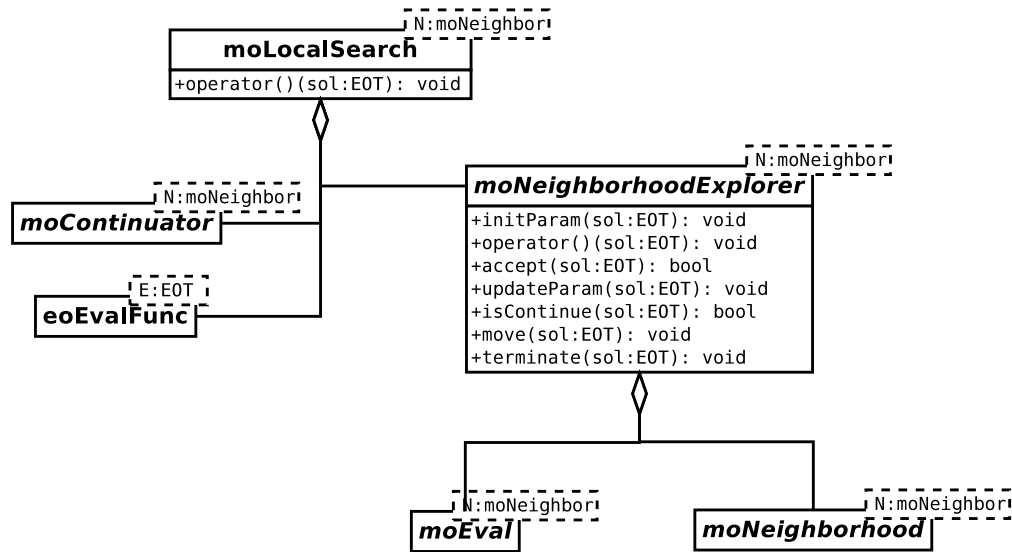 N:moNeighbor
moLocalSearch
+operator()(sol:EOT): void
N:moNeighbor
moNeighborhoodExplorer
+initParam(sol:EOT): void
+operator()(sol:EOT): void
+accept(sol:EOT): bool
+updateParam(sol:EOT): void
+isContinue(sol:EOT): bool
+move(sol:EOT): void
+terminate(sol:EOT): void
N:moNeighbor
moContinuator
E:EOT
eoEvalFunc
N:moNeighbor
moEval
N:moNeighbor
moNeighborhood